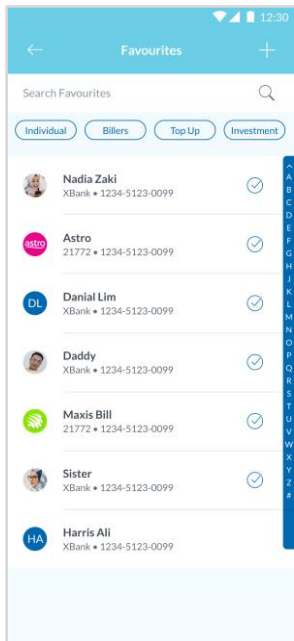 12:30
Favourites
Search Favourites
Individual
Billers
Top Up
Investment
Nadia Zaki
XBank • 1234-5123-0099
astro
Astro
21772 • 1234-5123-0099
DL
Danial Lim
XBank • 1234-5123-0099
Daddy
XBank • 1234-5123-0099
Maxis Bill
21772 • 1234-5123-0099
Sister
XBank • 1234-5123-0099
HA
Harris Ali
XBank • 1234-5123-0099
A
B
C
D
E
F
G
H
J
K
L
M
N
O
P
Q
R
S
T
U
V
W
X
Y
Z
#